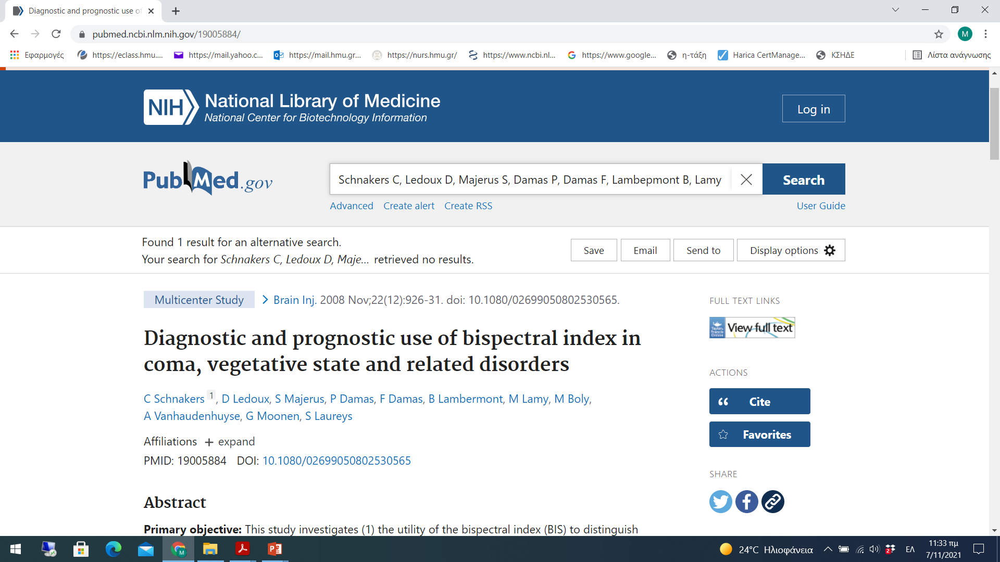 Diagnostic and prognostic use of
pubmed.ncbi.nlm.nih.gov/19005884/
M
Εφαρμογές https://eclass.hmu.... https://mail.yahoo.c... https://mail.hmu.gr... https://nurs.hmu.gr/ https://www.ncbi.nl... https://www.google... η-τάξη Harica CertManage... ΚΣΗΔΕ Λίστα ανάγνωσης
NIH National Library of Medicine
National Center for Biotechnology Information
Log in
PubMed.gov
Schnakers C, Ledoux D, Majerus S, Damas P, Damas F, Lambepmont B, Lamy
Search
Advanced Create alert Create RSS User Guide
Found 1 result for an alternative search.
Your search for Schnakers C, Ledoux D, Maje... retrieved no results.
Save Email Send to Display options
Multicenter Study Brain Inj. 2008 Nov;22(12):926-31. doi: 10.1080/02699050802530565.
Diagnostic and prognostic use of bispectral index in
coma, vegetative state and related disorders
C Schnakers 1, D Ledoux, S Majerus, P Damas, F Damas, B Lambermont, M Lamy, M Boly,
A Vanhaudenhuyse, G Moonen, S Laureys
Affiliations + expand
PMID: 19005884 DOI: 10.1080/02699050802530565
Abstract
Primary objective: This study investigates (1) the utility of the bispectral index (BIS) to distinguish
FULL TEXT LINKS
Taylor & Francis Online
View full text
ACTIONS
Cite
Favorites
SHARE
24°C Ηλιοφάνεια
2
ΕΛ
11:33 πμ
7/11/2021